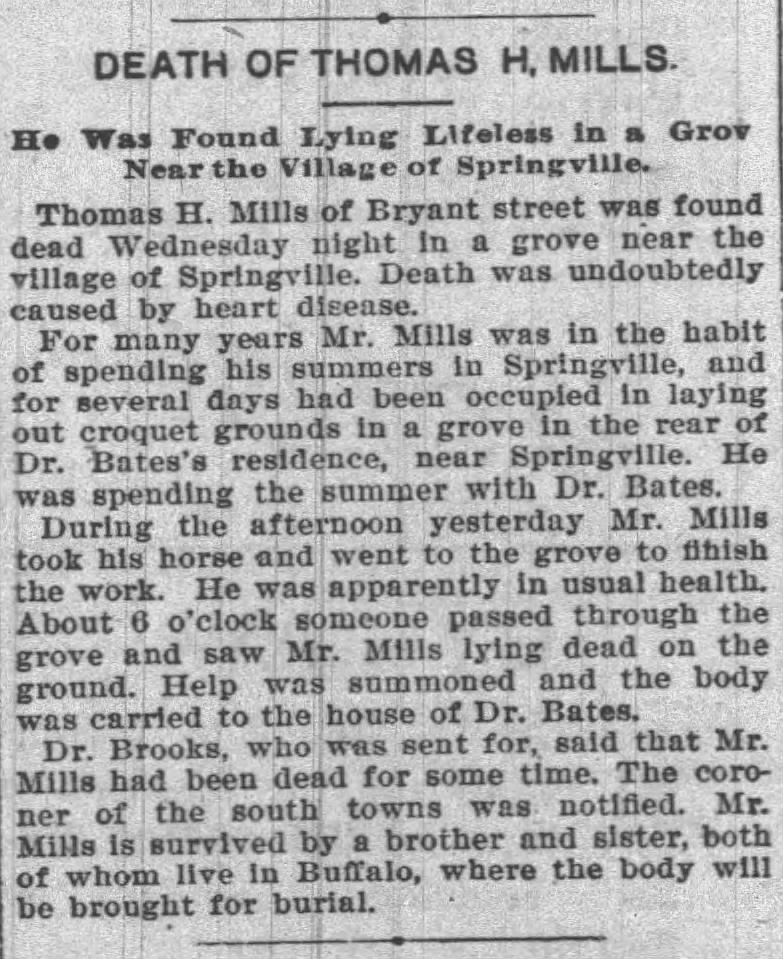 DEATH OF THOMAS H. MILLS.
He Was Found Lying Lifeless in a Grov
Near the Village of Springville.
Thomas H. Mills of Bryant street was found
dead Wednesday night in a grove near the
village of Springville. Death was undoubtedly
caused by heart disease.
For many years Mr. Mills was in the habit
of spending his summers in Springville, and
for several days had been occupied in laying
out croquet grounds in a grove in the rear of
Dr. Bates's residence, near Springville. He
was spending the summer with Dr. Bates.
During the afternoon yesterday Mr. Mills
took his horse and went to the grove to finish
the work. He was apparently in usual health.
About 6 o'clock someone passed through the
grove and saw Mr. Mills lying dead on the
ground. Help was summoned and the body
was carried to the house of Dr. Bates.
Dr. Brooks, who was sent for, said that Mr.
Mills had been dead for some time. The coro-
ner of the south towns was notified. Mr.
Mills is survived by a brother and sister, both
of whom live in Buffalo, where the body will
be brought for burial.